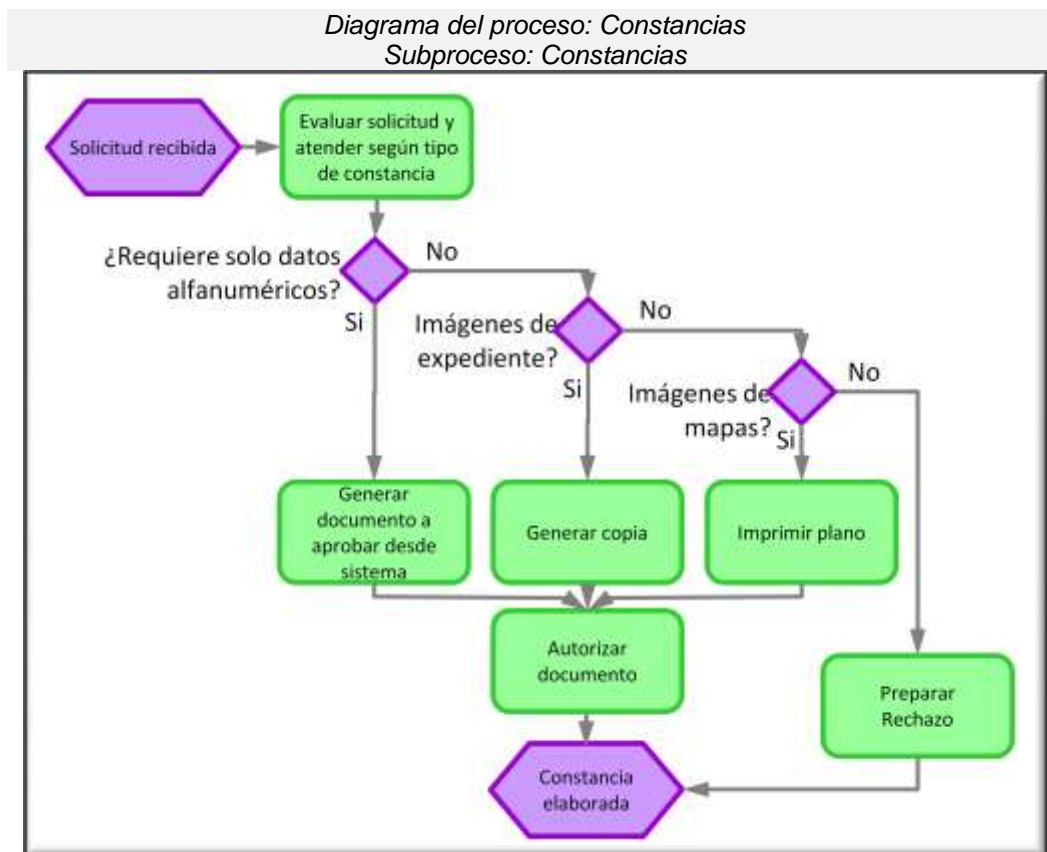 Diagrama del proceso: Constancias
Subproceso: Constancias
Solicitud recibida
Evaluar solicitud y
atender según tipo
de constancia
¿Requiere solo datos
alfanuméricos?
No
Si
Imágenes de
expediente?
No
Si
Imágenes de
mapas?
No
Si
Generar
documento a
aprobar desde
sistema
Generar copia
Imprimir plano
Autorizar
documento
Preparar
Rechazo
Constancia
elaborada